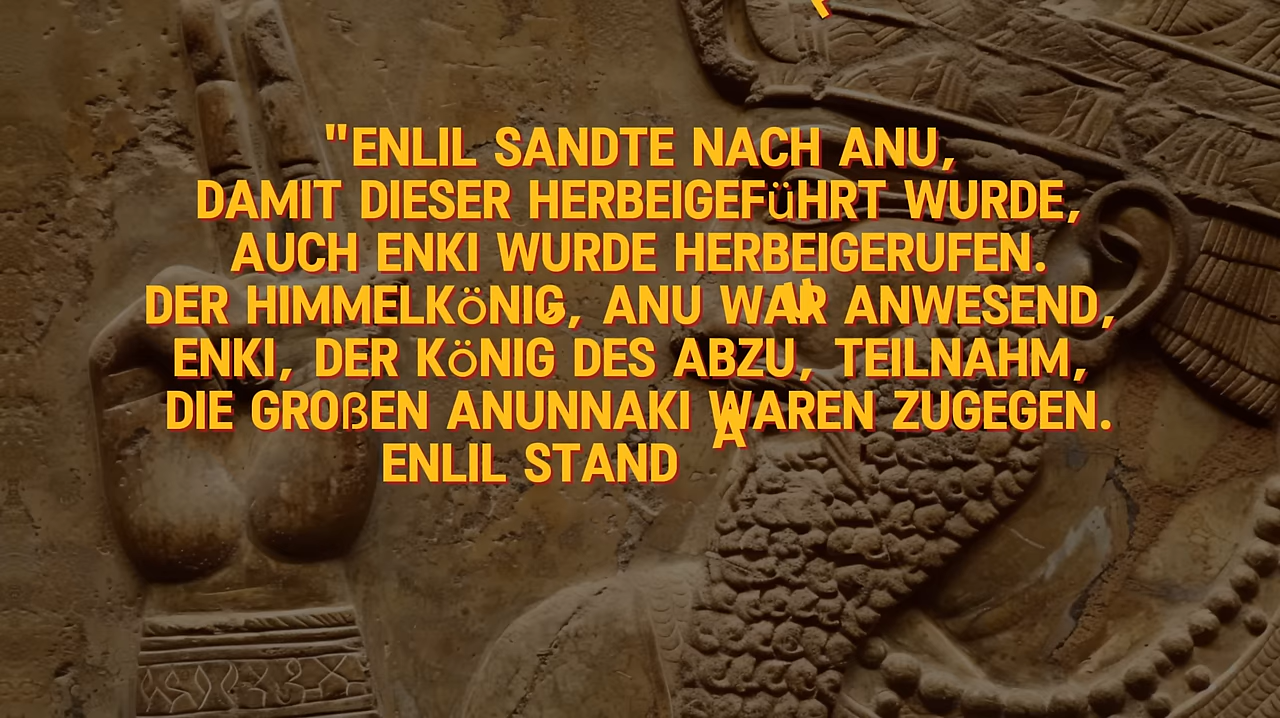 "ENLIL SANDTE NACH ANU,
DAMIT DIESER HERBEIGEFüHRT WURDE,
AUCH ENKI WURDE HERBEIGERUFEN.
DER HIMMELKöNIG, ANU WAR ANWESEND,
ENKI, DER KöNIG DES ABZU, TEILNAHM,
DIE GROßEN ANUNNAKI WAREN ZUGEGEN.
ENLIL STAND